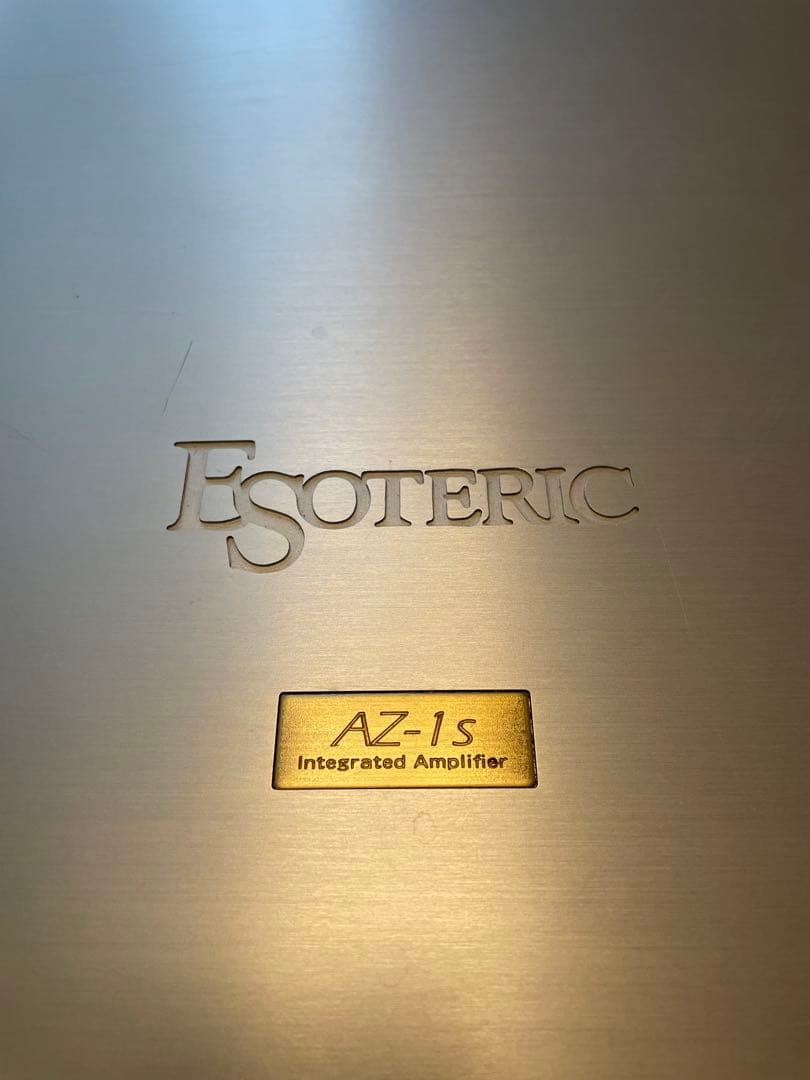 ESOTERIC
AZ-1s
Integrated Amplifier